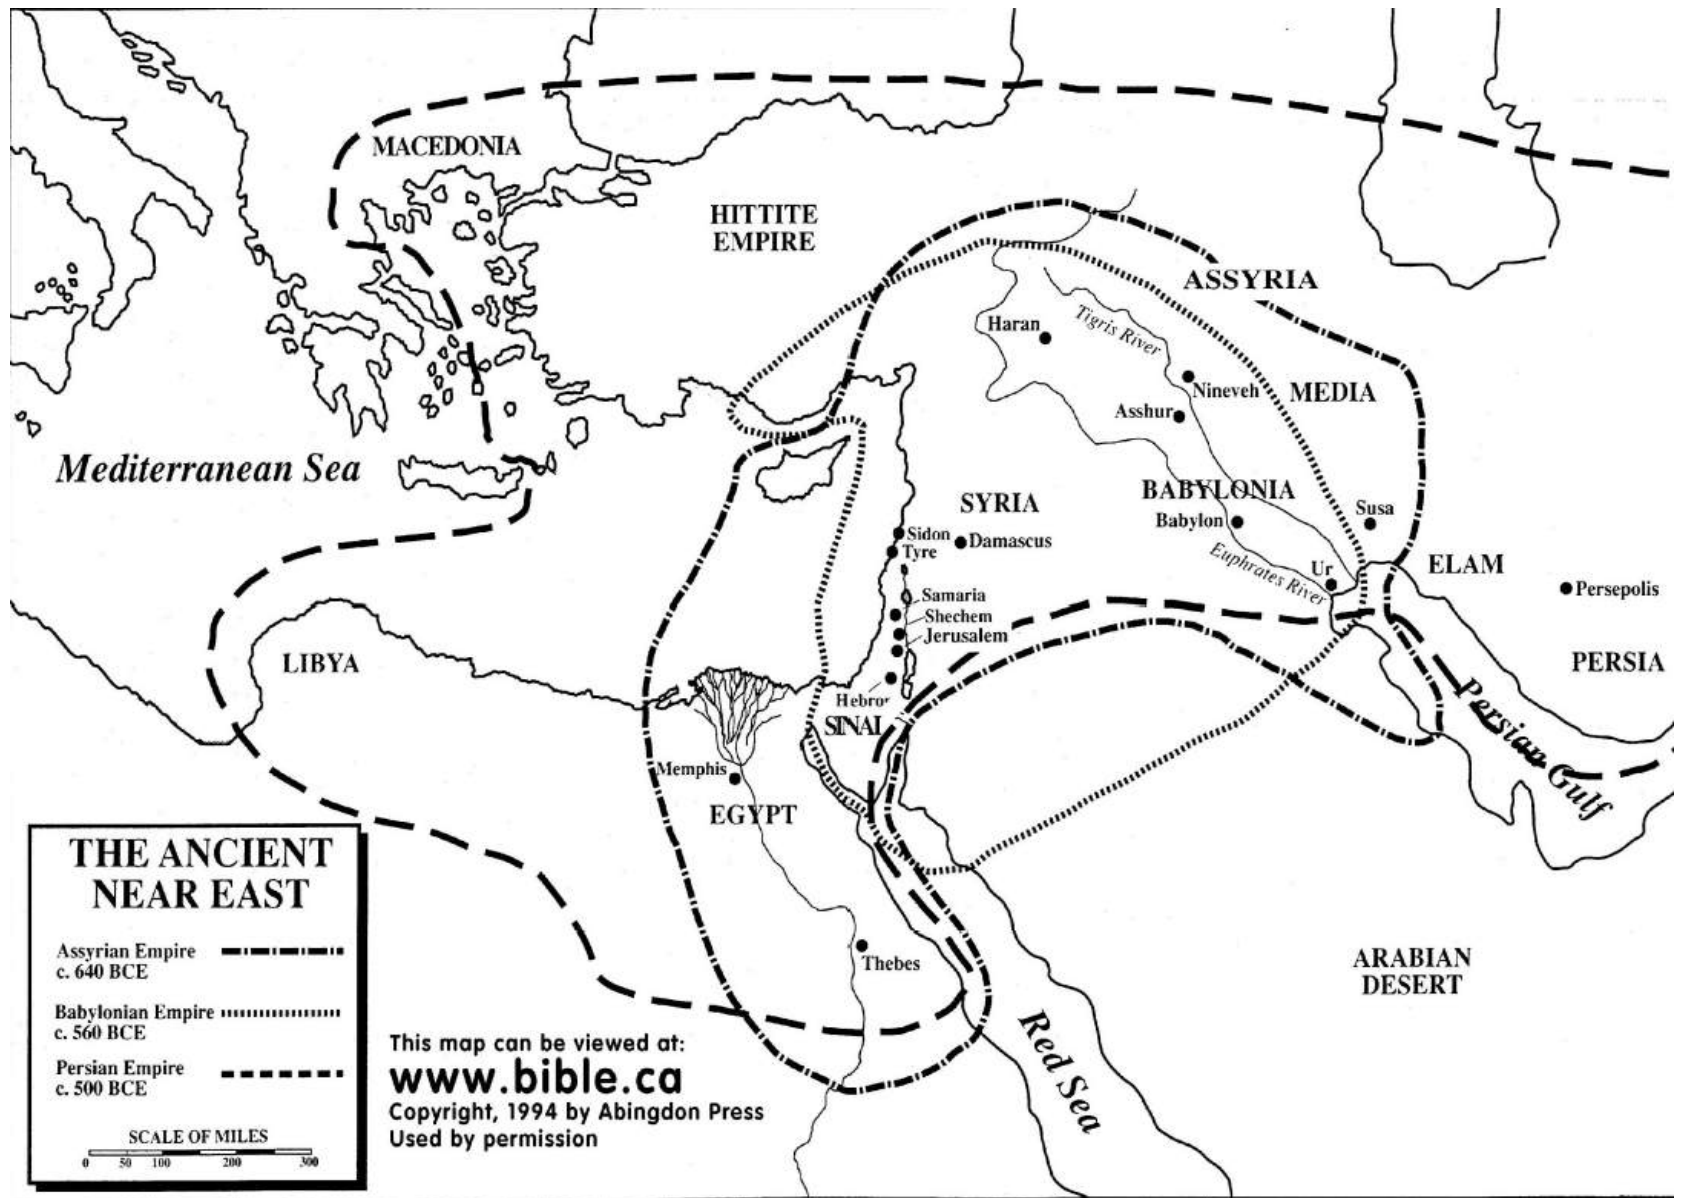 MACEDONIA
HITTITE
EMPIRE
ASSYRIA
Haran
Tigris River
Nineveh
MEDIA
Asshur
Mediterranean Sea
SYRIA
BABYLONIA
Babylon
Susa
Sidon
Tyre
Damascus
Euphrates River
Ur
ELAM
Persepolis
Samaria
Shechem
Jerusalem
LIBYA
PERSIA
Hebron
SINAI
Persian Gulf
Memphis
EGYPT
THE ANCIENT
NEAR EAST
Assyrian Empire
c. 640 BCE
Babylonian Empire
c. 560 BCE
Persian Empire
c. 500 BCE
SCALE OF MILES
0 50 100 200 300
Thebes
ARABIAN
DESERT
Red Sea
This map can be viewed at:
www.bible.ca
Copyright, 1994 by Abingdon Press
Used by permission